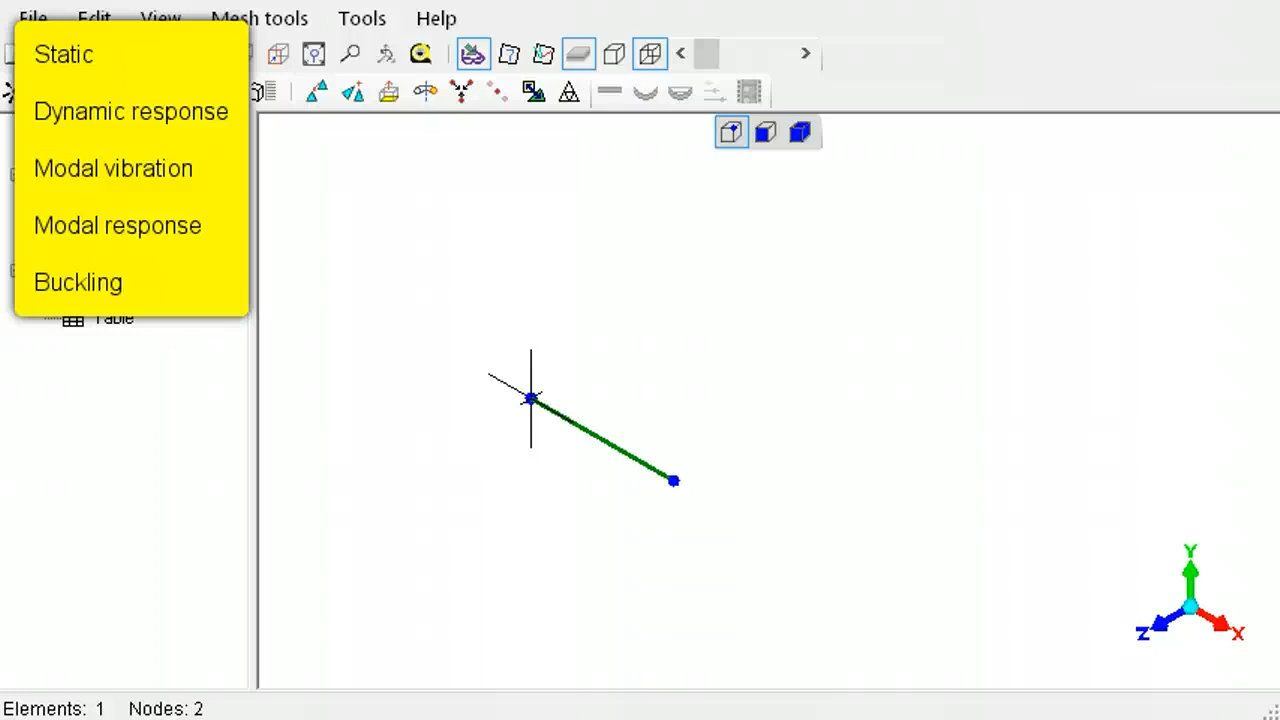 File Edit View Mesh tools Tools Help
Static
Dynamic response
Modal vibration
Modal response
Buckling
Table
Y
Z
X
Elements: 1 Nodes: 2